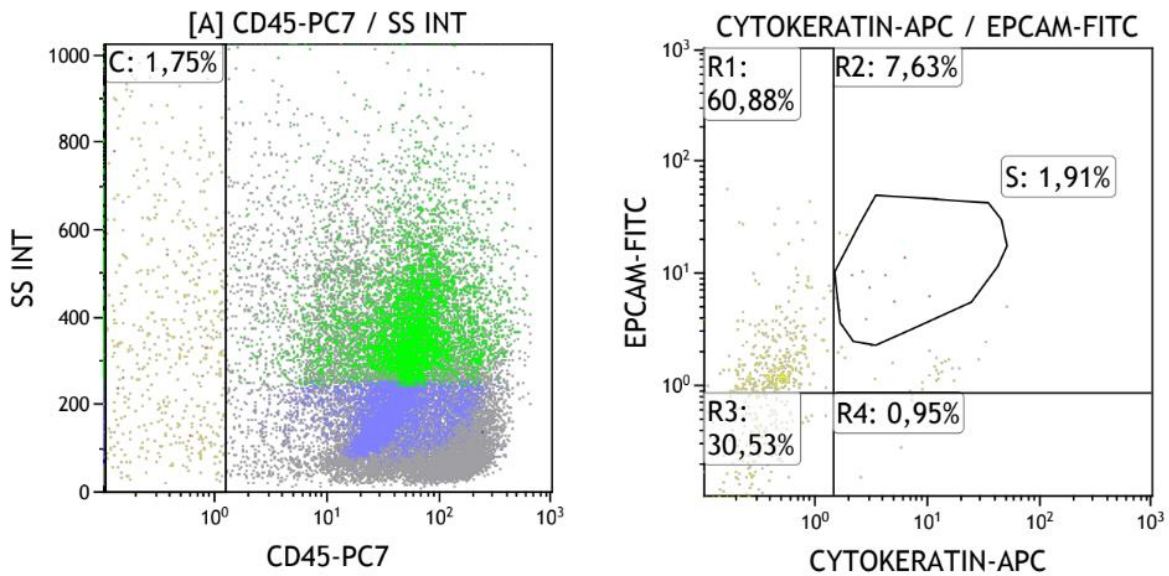 [A] CD45-PC7 / SS INT
C: 1,75%
1000
800
600
400
200
0
SS INT
10⁰
10¹
10²
10³
CD45-PC7
CYTOKERATIN-APC / EPCAM-FITC
R1:
60,88%
R2: 7,63%
S: 1,91%
R3:
30,53%
R4: 0,95%
10³
10²
10¹
10⁰
EPCAM-FITC
10⁰
10¹
10²
10³
CYTOKERATIN-APC